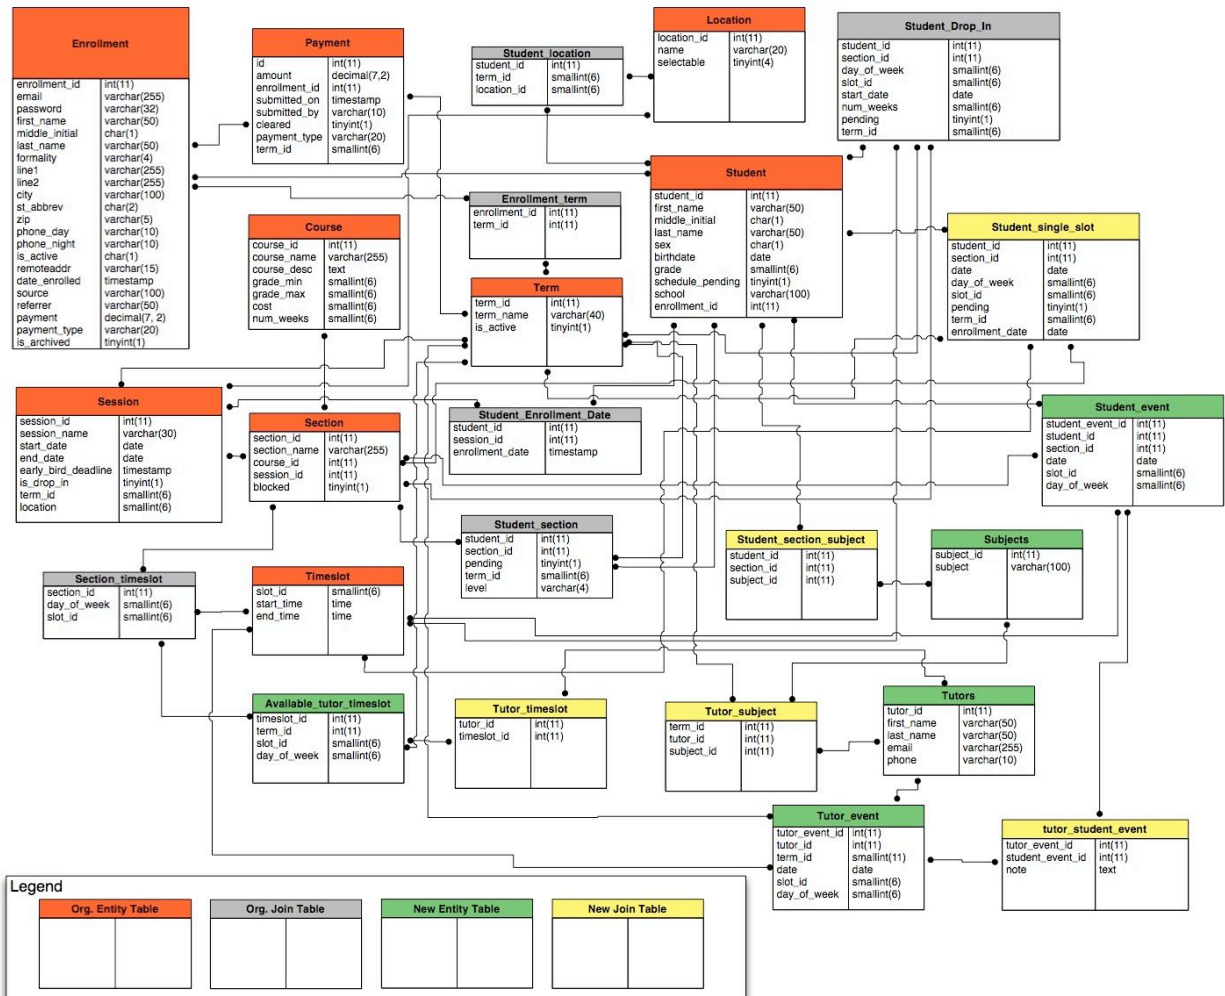 Enrollment
enrollment_id int(11)
email varchar(255)
password varchar(32)
first_name varchar(50)
middle_initial char(1)
last_name varchar(50)
formality varchar(4)
line1 varchar(255)
line2 varchar(255)
city varchar(100)
st_abbrev char(2)
zip varchar(5)
phone_day varchar(10)
phone_night varchar(10)
is_active char(1)
remoteaddr varchar(15)
date_enrolled timestamp
source varchar(100)
referrer varchar(50)
payment decimal(7, 2)
payment_type varchar(20)
is_archived tinyint(1)
Payment
id int(11)
amount decimal(7,2)
enrollment_id int(11)
submitted_on timestamp
submitted_by varchar(10)
cleared tinyint(1)
payment_type varchar(20)
term_id smallint(6)
Student_location
student_id int(11)
term_id smallint(6)
location_id smallint(6)
Location
location_id int(11)
name varchar(20)
selectable tinyint(4)
Student_Drop_In
student_id int(11)
section_id int(11)
day_of_week smallint(6)
slot_id smallint(6)
start_date date
num_weeks smallint(6)
pending tinyint(1)
term_id smallint(6)
Student
student_id int(11)
first_name varchar(50)
middle_initial char(1)
last_name varchar(50)
sex char(1)
birthdate date
grade smallint(6)
schedule_pending tinyint(1)
school varchar(100)
enrollment_id int(11)
Enrollment_term
enrollment_id int(11)
term_id int(11)
Course
course_id int(11)
course_name varchar(255)
course_desc text
grade_min smallint(6)
grade_max smallint(6)
cost smallint(6)
num_weeks smallint(6)
Student_single_slot
student_id int(11)
section_id int(11)
date date
day_of_week smallint(6)
slot_id smallint(6)
pending tinyint(1)
term_id smallint(6)
enrollment_date date
Term
term_id int(11)
term_name varchar(40)
is_active tinyint(1)
Session
session_id int(11)
session_name varchar(30)
start_date date
end_date date
early_bird_deadline timestamp
is_drop_in tinyint(1)
term_id smallint(6)
location smallint(6)
Section
section_id int(11)
section_name varchar(255)
course_id int(11)
session_id int(11)
blocked tinyint(1)
Student_Enrollment_Date
student_id int(11)
session_id int(11)
enrollment_date timestamp
Student_event
student_event_id int(11)
student_id int(11)
section_id int(11)
date date
slot_id smallint(6)
day_of_week smallint(6)
Student_section
student_id int(11)
section_id int(11)
pending tinyint(1)
term_id smallint(6)
level varchar(4)
Student_section_subject
student_id int(11)
section_id int(11)
subject_id int(11)
Subjects
subject_id int(11)
subject varchar(100)
Section_timeslot
section_id int(11)
day_of_week smallint(6)
slot_id smallint(6)
Timeslot
slot_id smallint(6)
start_time time
end_time time
Available_tutor_timeslot
timeslot_id int(11)
term_id int(11)
slot_id smallint(6)
day_of_week smallint(6)
Tutor_timeslot
tutor_id int(11)
timeslot_id int(11)
Tutor_subject
term_id int(11)
tutor_id int(11)
subject_id int(11)
Tutors
tutor_id int(11)
first_name varchar(50)
last_name varchar(50)
email varchar(255)
phone varchar(10)
Tutor_event
tutor_event_id int(11)
tutor_id int(11)
term_id smallint(11)
date date
slot_id smallint(6)
day_of_week smallint(6)
tutor_student_event
tutor_event_id int(11)
student_event_id int(11)
note text
Legend
Org. Entity Table
Org. Join Table
New Entity Table
New Join Table